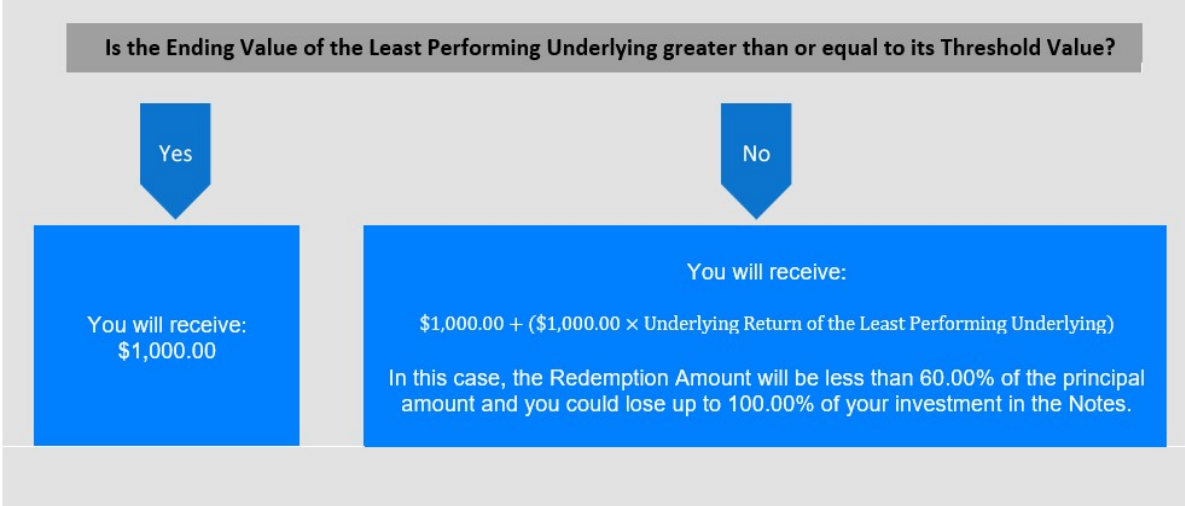 Is the Ending Value of the Least Performing Underlying greater than or equal to its Threshold Value?
Yes
No
You will receive:
$1,000.00
You will receive:
$1,000.00 + ($1,000.00 × Underlying Return of the Least Performing Underlying)
In this case, the Redemption Amount will be less than 60.00% of the principal
amount and you could lose up to 100.00% of your investment in the Notes.